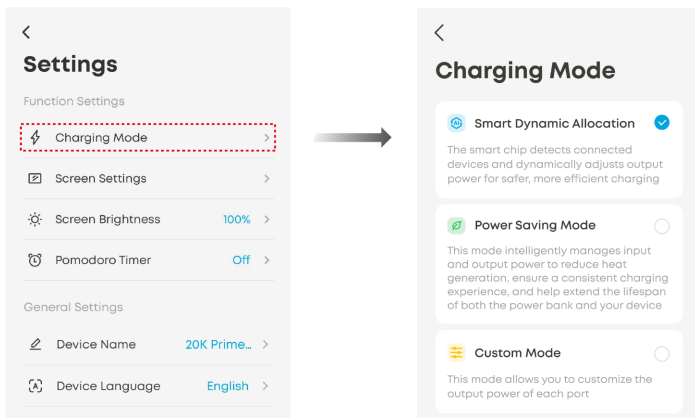 Settings
Function Settings
Charging Mode
Screen Settings
Screen Brightness 100%
Pomodoro Timer Off
General Settings
Device Name 20K Prime...
Device Language English
Charging Mode
Smart Dynamic Allocation
The smart chip detects connected
devices and dynamically adjusts output
power for safer, more efficient charging
Power Saving Mode
This mode intelligently manages input
and output power to reduce heat
generation, ensure a consistent charging
experience, and help extend the lifespan
of both the power bank and your device
Custom Mode
This mode allows you to customize the
output power of each port